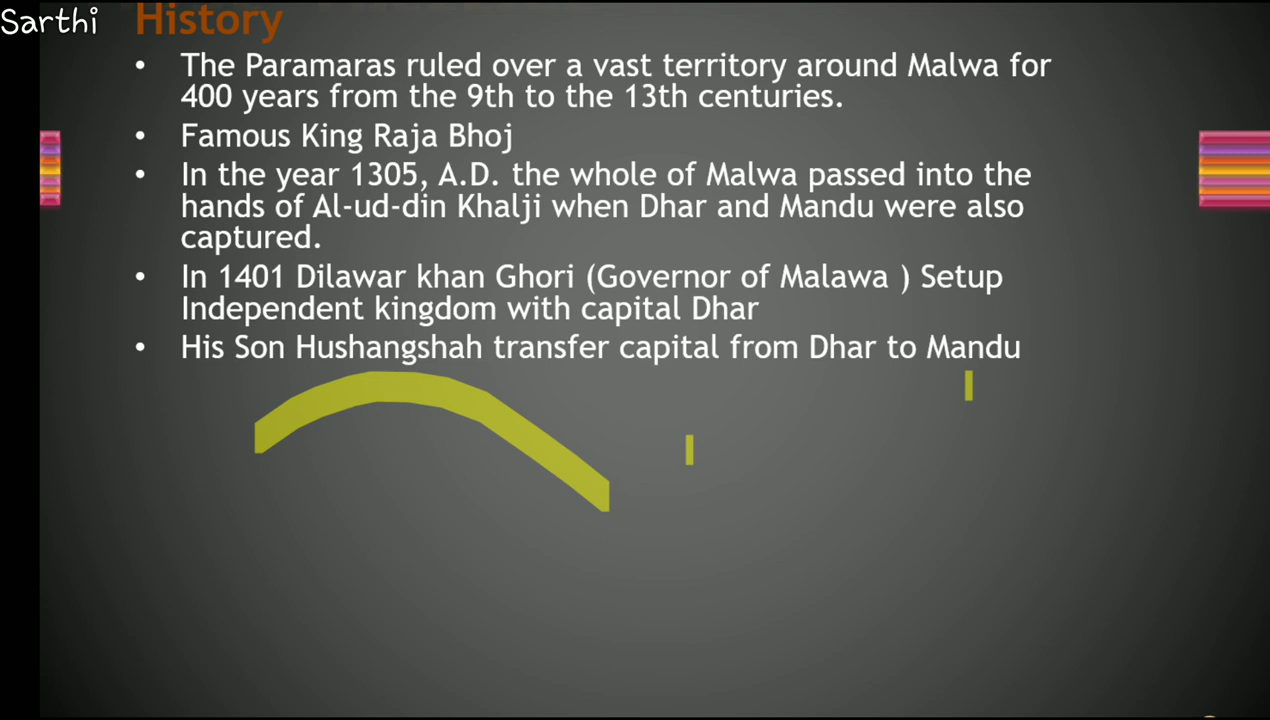 Sarthi
History
• The Paramaras ruled over a vast territory around Malwa for
400 years from the 9th to the 13th centuries.
• Famous King Raja Bhoj
• In the year 1305, A.D. the whole of Malwa passed into the
hands of Al-ud-din Khalji when Dhar and Mandu were also
captured.
• In 1401 Dilawar khan Ghori (Governor of Malawa ) Setup
Independent kingdom with capital Dhar
• His Son Hushangshah transfer capital from Dhar to Mandu